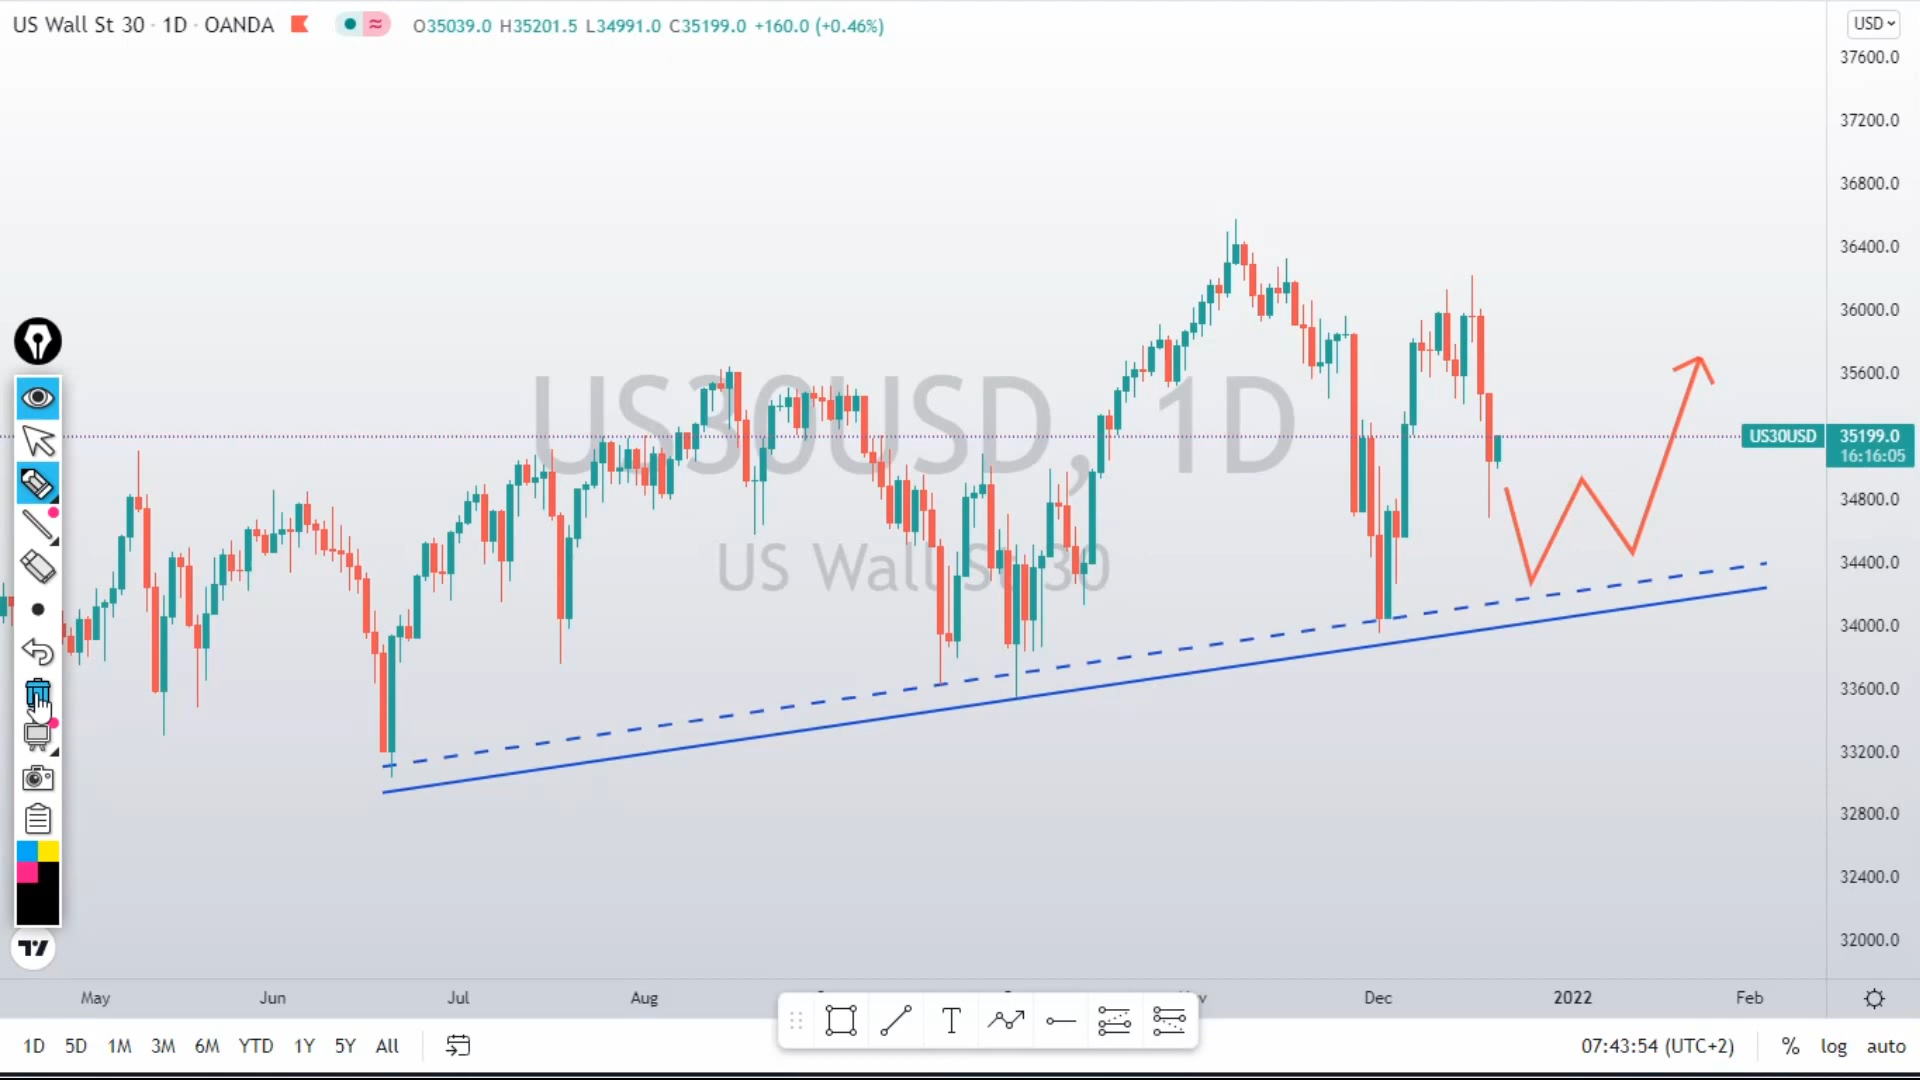 US Wall St 30 · 1D · OANDA O35039.0 H35201.5 L34991.0 C35199.0 +160.0 (+0.46%)
USD
37600.0
37200.0
36800.0
36400.0
36000.0
35600.0
US30USD 35199.0
16:16:05
34800.0
34400.0
34000.0
33600.0
33200.0
32800.0
32400.0
32000.0
US30USD, 1D
US Wall St 30
May Jun Jul Aug Dec 2022 Feb
T
1D 5D 1M 3M 6M YTD 1Y 5Y All 07:43:54 (UTC+2) % log auto